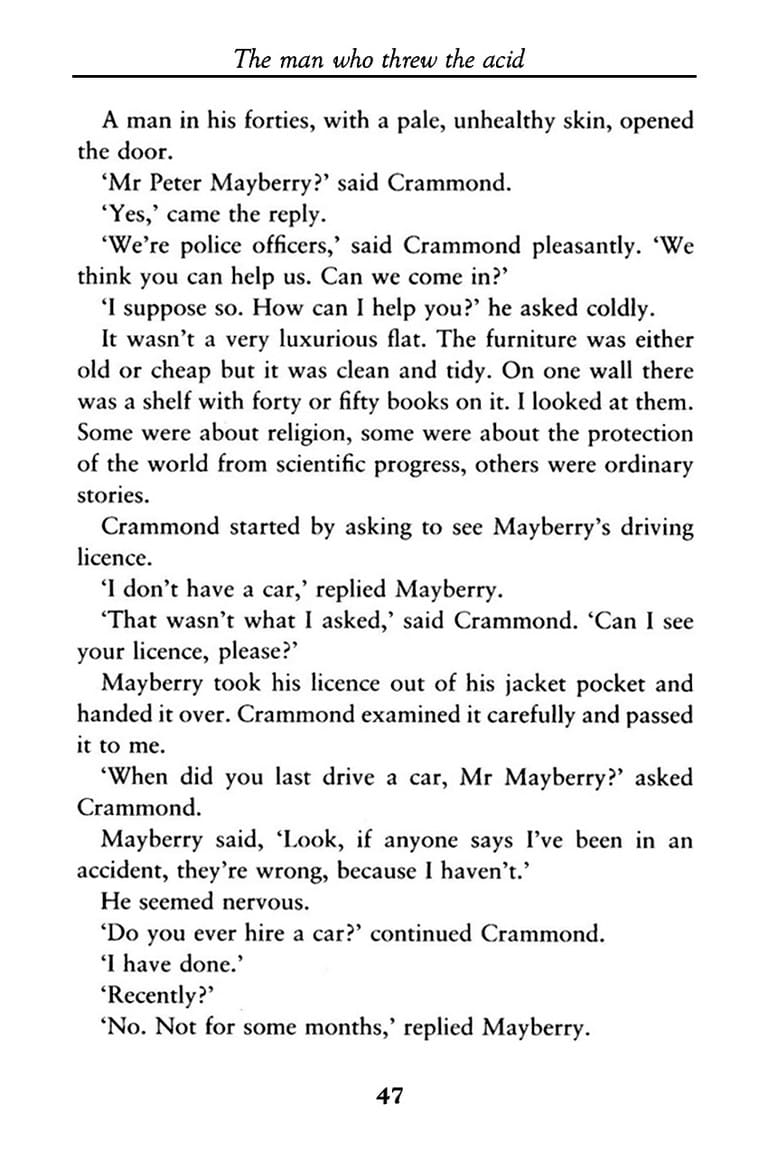 The man who threw the acid
A man in his forties, with a pale, unhealthy skin, opened
the door.
‘Mr Peter Mayberry?’ said Crammond.
‘Yes,’ came the reply.
‘We’re police officers,’ said Crammond pleasantly. ‘We
think you can help us. Can we come in?’
‘I suppose so. How can I help you?’ he asked coldly.
It wasn’t a very luxurious flat. The furniture was either
old or cheap but it was clean and tidy. On one wall there
was a shelf with forty or fifty books on it. I looked at them.
Some were about religion, some were about the protection
of the world from scientific progress, others were ordinary
stories.
Crammond started by asking to see Mayberry’s driving
licence.
‘I don’t have a car,’ replied Mayberry.
‘That wasn’t what I asked,’ said Crammond. ‘Can I see
your licence, please?’
Mayberry took his licence out of his jacket pocket and
handed it over. Crammond examined it carefully and passed
it to me.
‘When did you last drive a car, Mr Mayberry?’ asked
Crammond.
Mayberry said, ‘Look, if anyone says I’ve been in an
accident, they’re wrong, because I haven’t.’
He seemed nervous.
‘Do you ever hire a car?’ continued Crammond.
‘I have done.’
‘Recently?’
‘No. Not for some months,’ replied Mayberry.
47